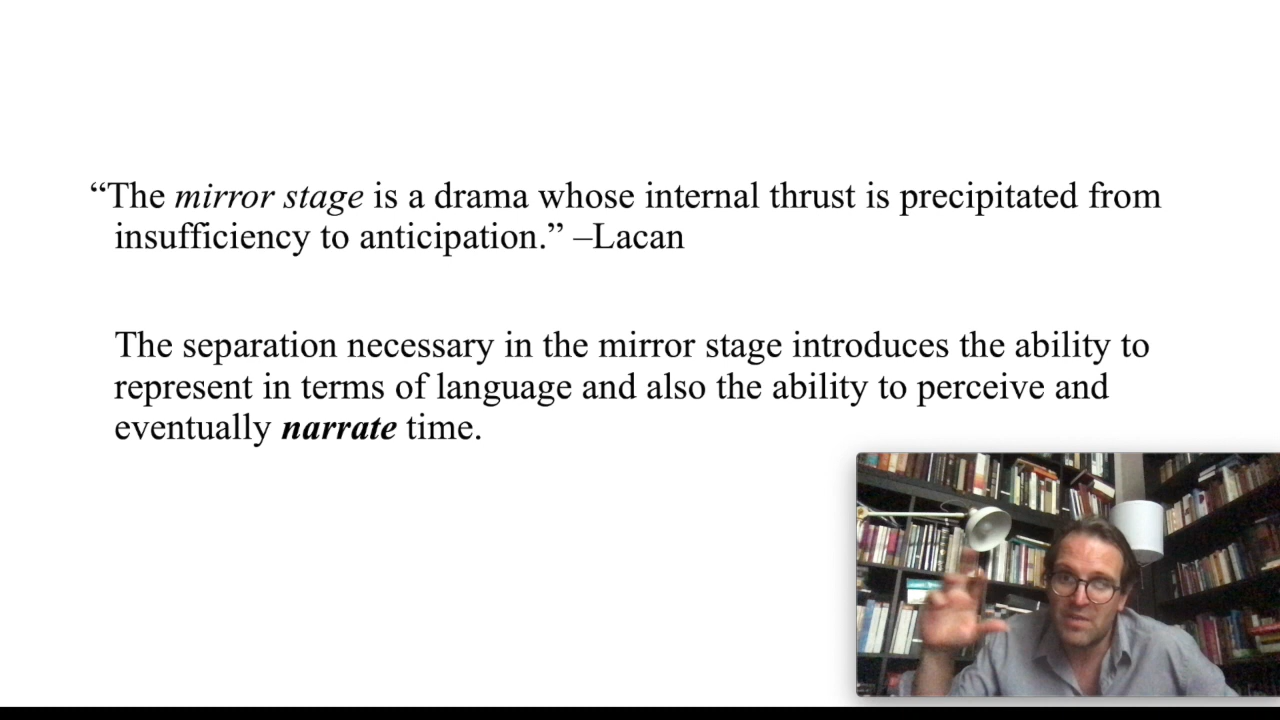 “The mirror stage is a drama whose internal thrust is precipitated from
insufficiency to anticipation.” –Lacan
The separation necessary in the mirror stage introduces the ability to
represent in terms of language and also the ability to perceive and
eventually narrate time.